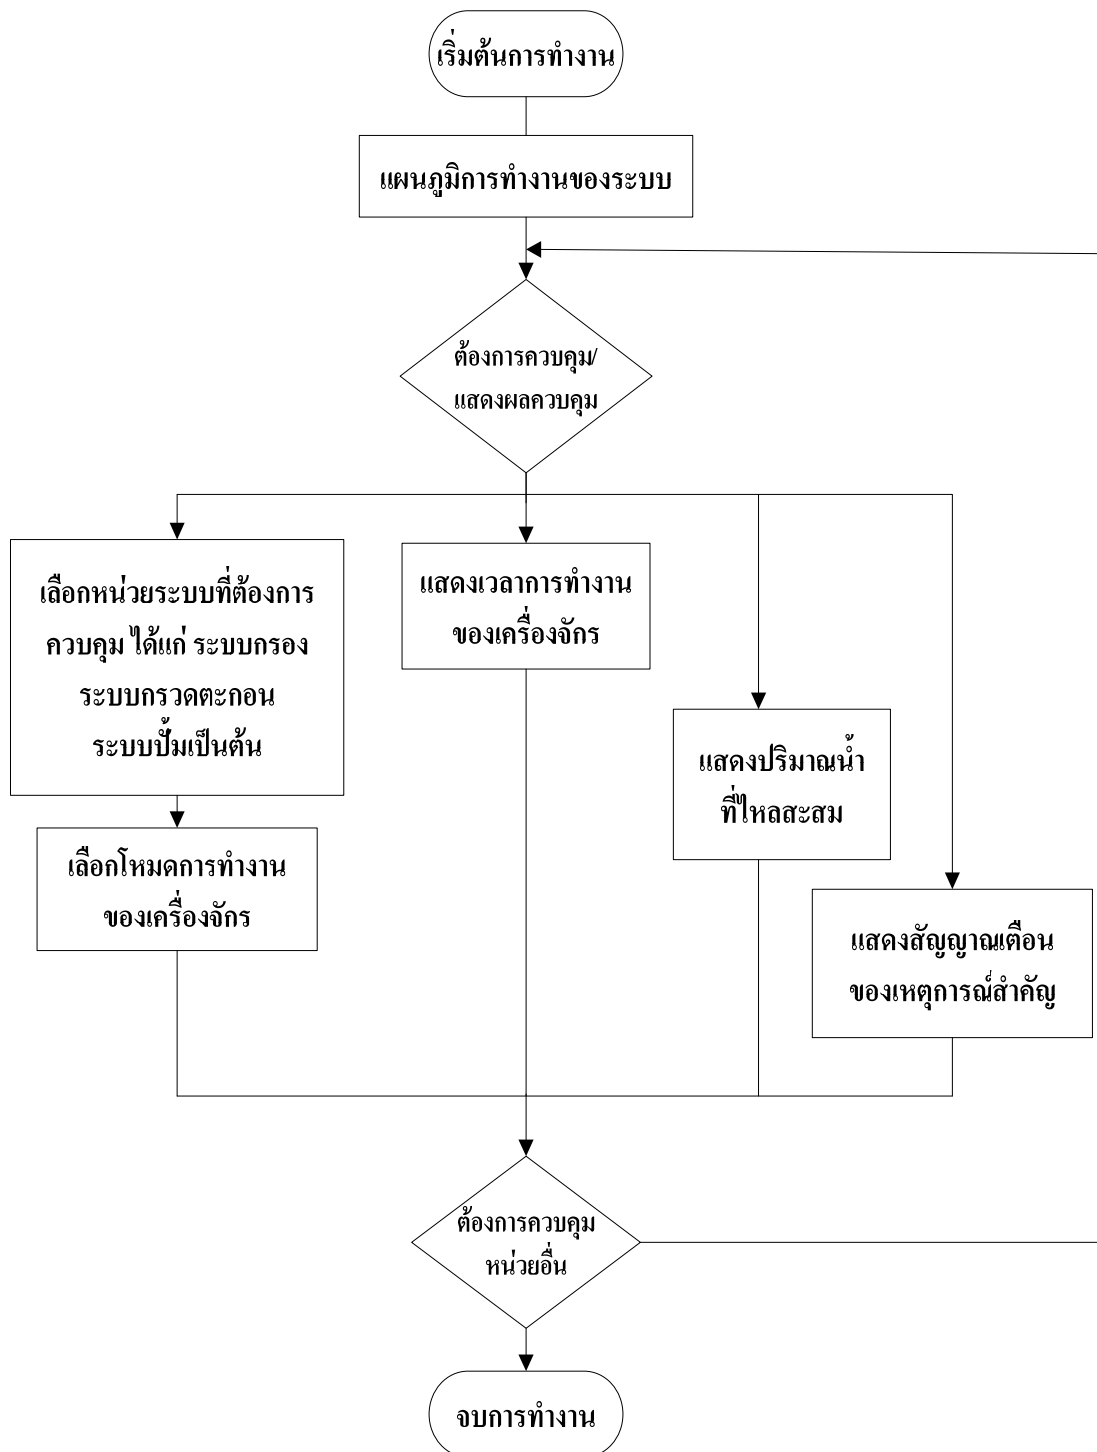 เริ่มต้นการทำงาน
แผนภูมิการทำงานของระบบ
ต้องการควบคุม/
แสดงผลควบคุม
เลือกหน่วยระบบที่ต้องการ
ควบคุม ได้แก่ ระบบกรอง
ระบบกรวดตะกอน
ระบบปั้มเป็นต้น
แสดงเวลาการทำงาน
ของเครื่องจักร
แสดงปริมาณน้ำ
ที่ไหลสะสม
เลือกโหมดการทำงาน
ของเครื่องจักร
แสดงสัญญาณเตือน
ของเหตุการณ์สำคัญ
ต้องการควบคุม
หน่วยอื่น
จบการทำงาน